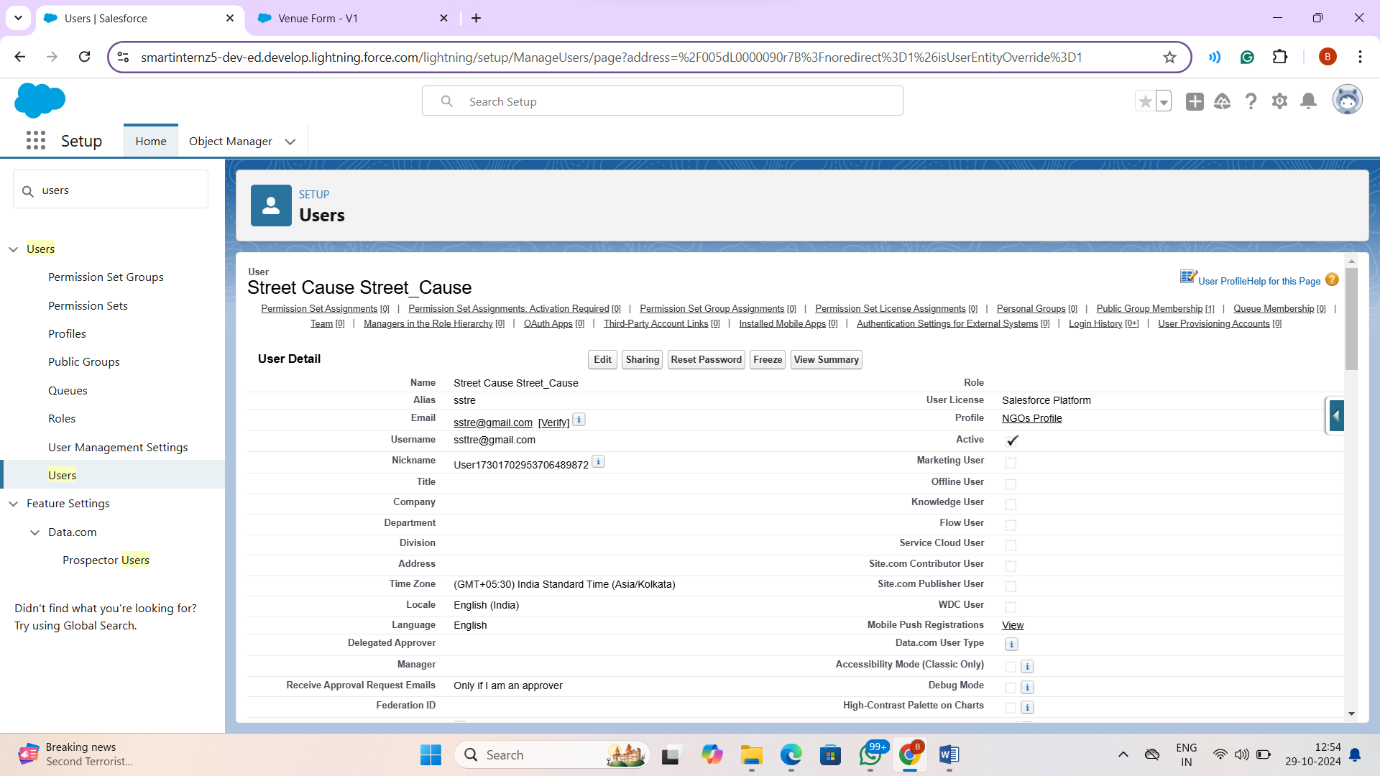 Users | Salesforce
Venue Form - V1
smartinternz5-dev-ed.develop.lightning.force.com/lightning/setup/ManageUsers/page?address=%2F005dL0000090r7B%3Fnoredirect%3D1%26isUserEntityOverride%3D1
B
Search Setup
Setup
Home
Object Manager
users
SETUP
Users
Users
Permission Set Groups
Permission Sets
Profiles
Public Groups
Queues
Roles
User Management Settings
Users
Feature Settings
Data.com
Prospector Users
Didn't find what you're looking for?
Try using Global Search.
User
Street Cause Street_Cause
User Profile Help for this Page
Permission Set Assignments [0] | Permission Set Assignments: Activation Required [0] | Permission Set Group Assignments [0] | Permission Set License Assignments [0] | Personal Groups [0] | Public Group Membership [1] | Queue Membership [0] |
Team [0] | Managers in the Role Hierarchy [0] | OAuth Apps [0] | Third-Party Account Links [0] | Installed Mobile Apps [0] | Authentication Settings for External Systems [0] | Login History [0+] | User Provisioning Accounts [0]
User Detail
Edit Sharing Reset Password Freeze View Summary
Name Street Cause Street_Cause Role
Alias sstre User License Salesforce Platform
Email sstre@gmail.com [Verify] i Profile NGOs Profile
Username ssttre@gmail.com Active
Nickname User17301702953706489872 i Marketing User
Title Offline User
Company Knowledge User
Department Flow User
Division Service Cloud User
Address Site.com Contributor User
Time Zone (GMT+05:30) India Standard Time (Asia/Kolkata) Site.com Publisher User
Locale English (India) WDC User
Language English Mobile Push Registrations View
Delegated Approver Data.com User Type i
Manager Accessibility Mode (Classic Only) i
Receive Approval Request Emails Only if I am an approver Debug Mode i
Federation ID High-Contrast Palette on Charts i
Breaking news
Second Terrorist...
Search
99+
8
ENG
IN
12:54
29-10-2024